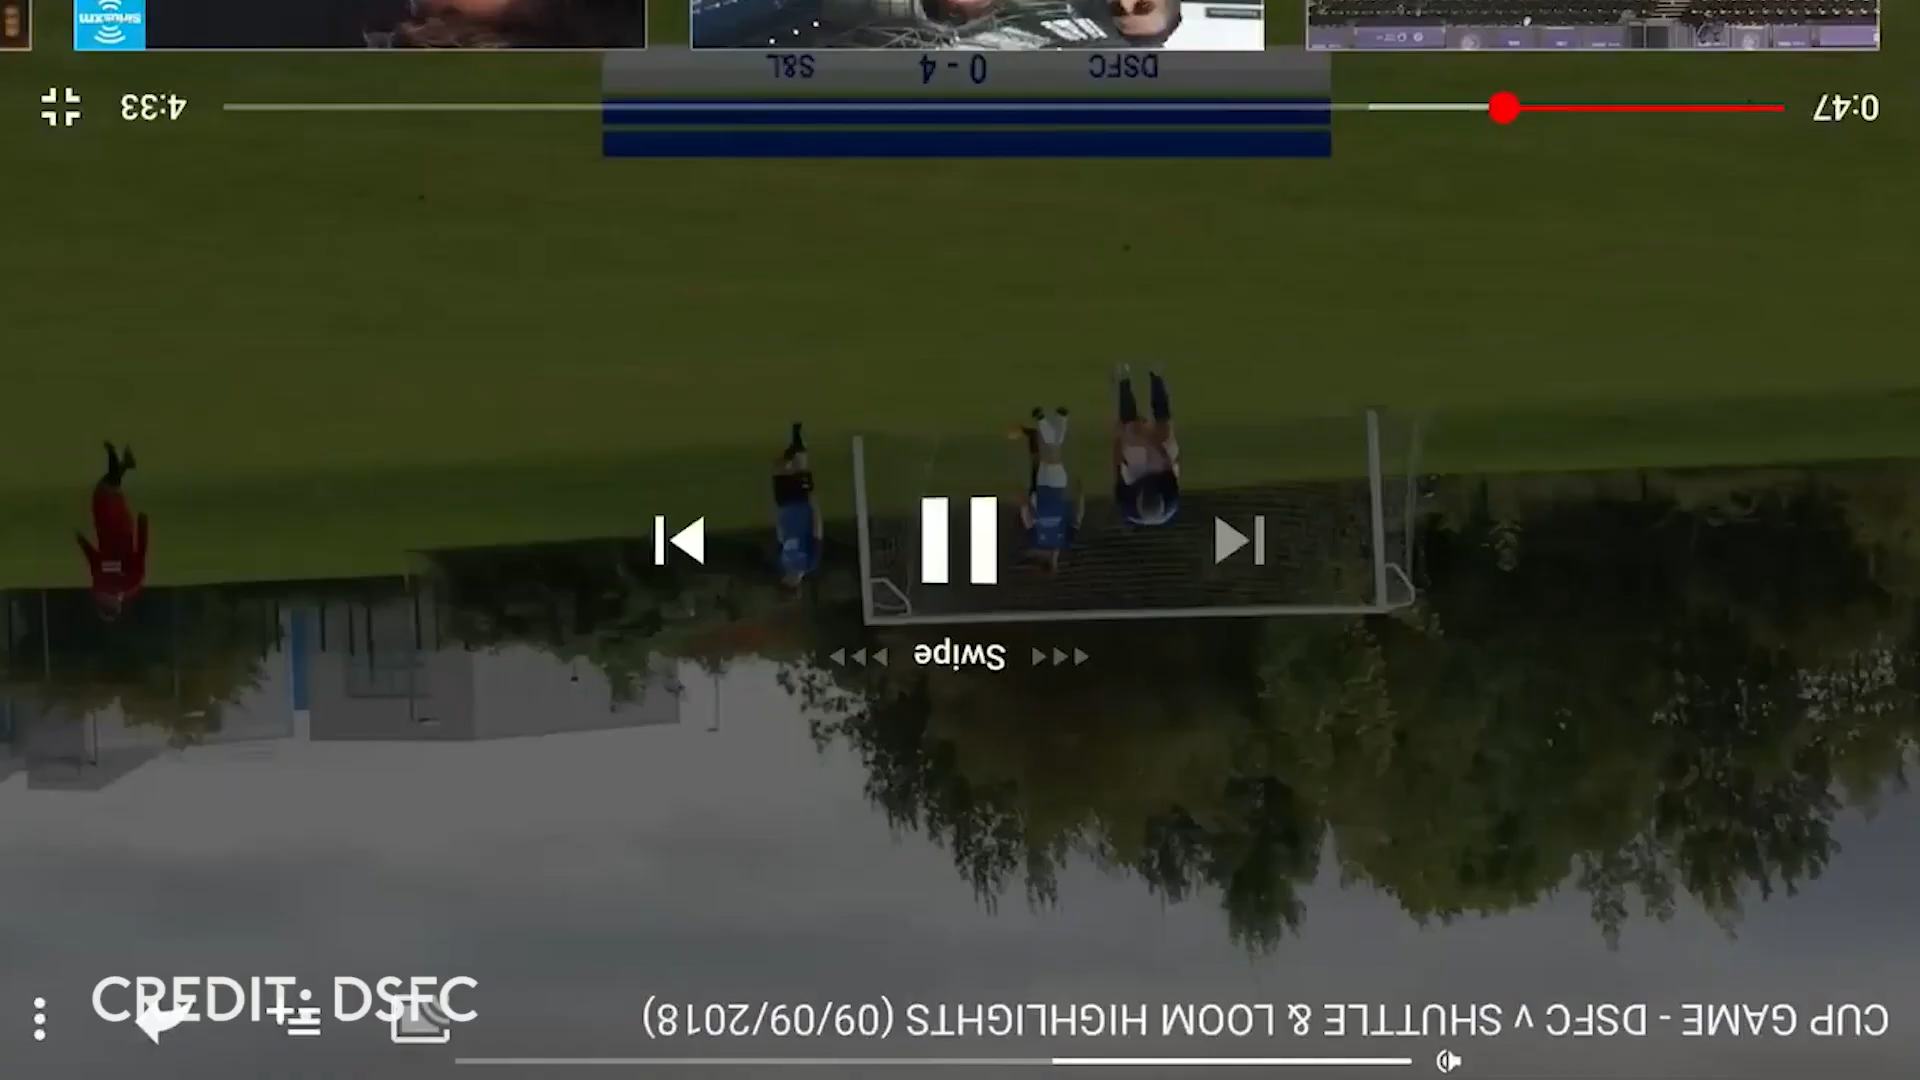 CUP GAME - DSFC v SHUTTLE & LOOM HIGHLIGHTS (09/09/2018)
CREDIT: DSFC
Swipe
0:47 4:33
DSFC 0 - 4 S&L
SiriusXM